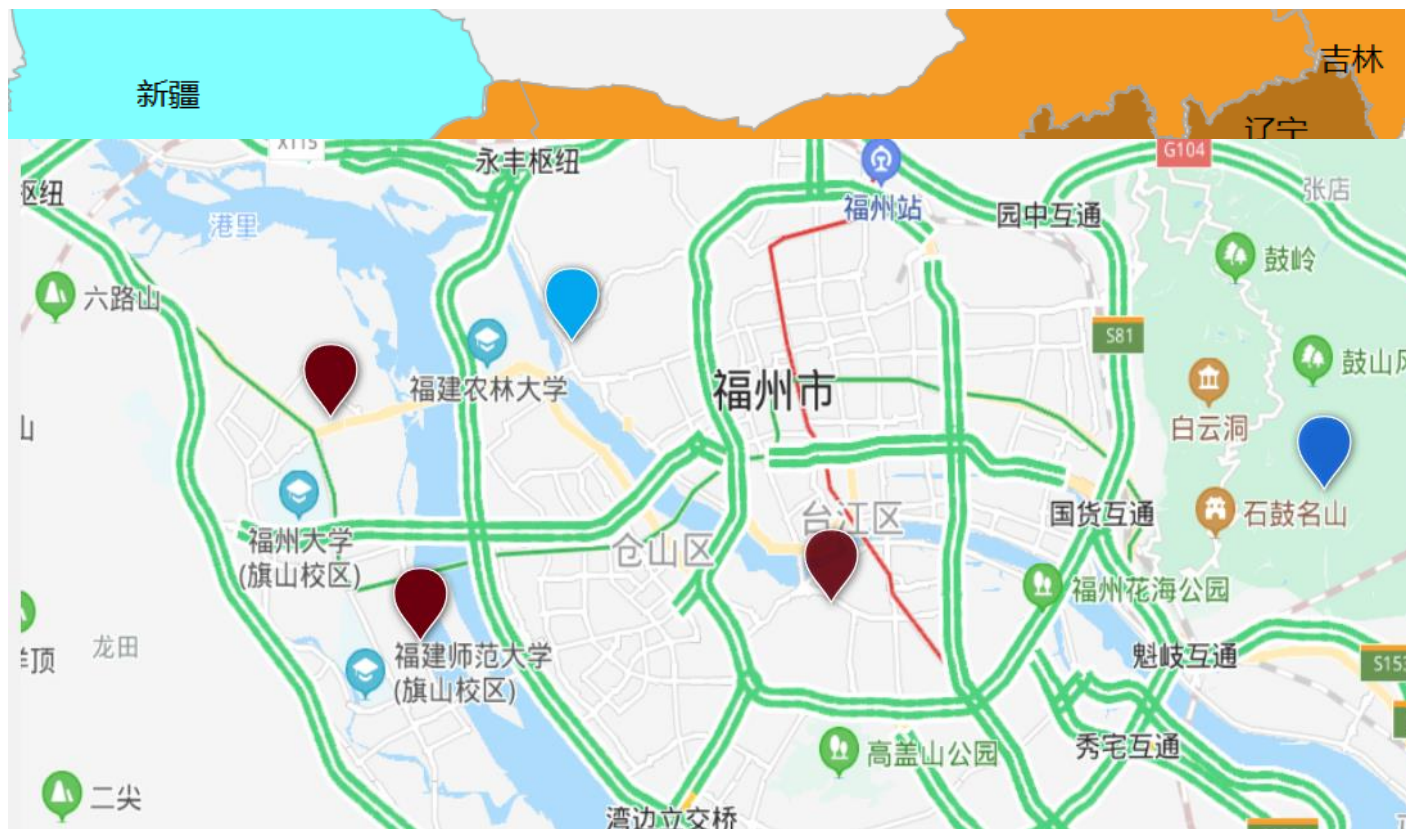 吉林
新疆
辽宁
X115
永丰枢纽
G104
枢纽
张店
福州站
园中互通
港里
鼓岭
六路山
S81
福建农林大学
福州市
鼓山风
白云洞
山
台江区
国货互通
石鼓名山
福州大学
(旗山校区)
仓山区
福州花海公园
福建师范大学
(旗山校区)
龙田
洋顶
魁岐互通
S153
高盖山公园
秀宅互通
二尖
湾边立交桥